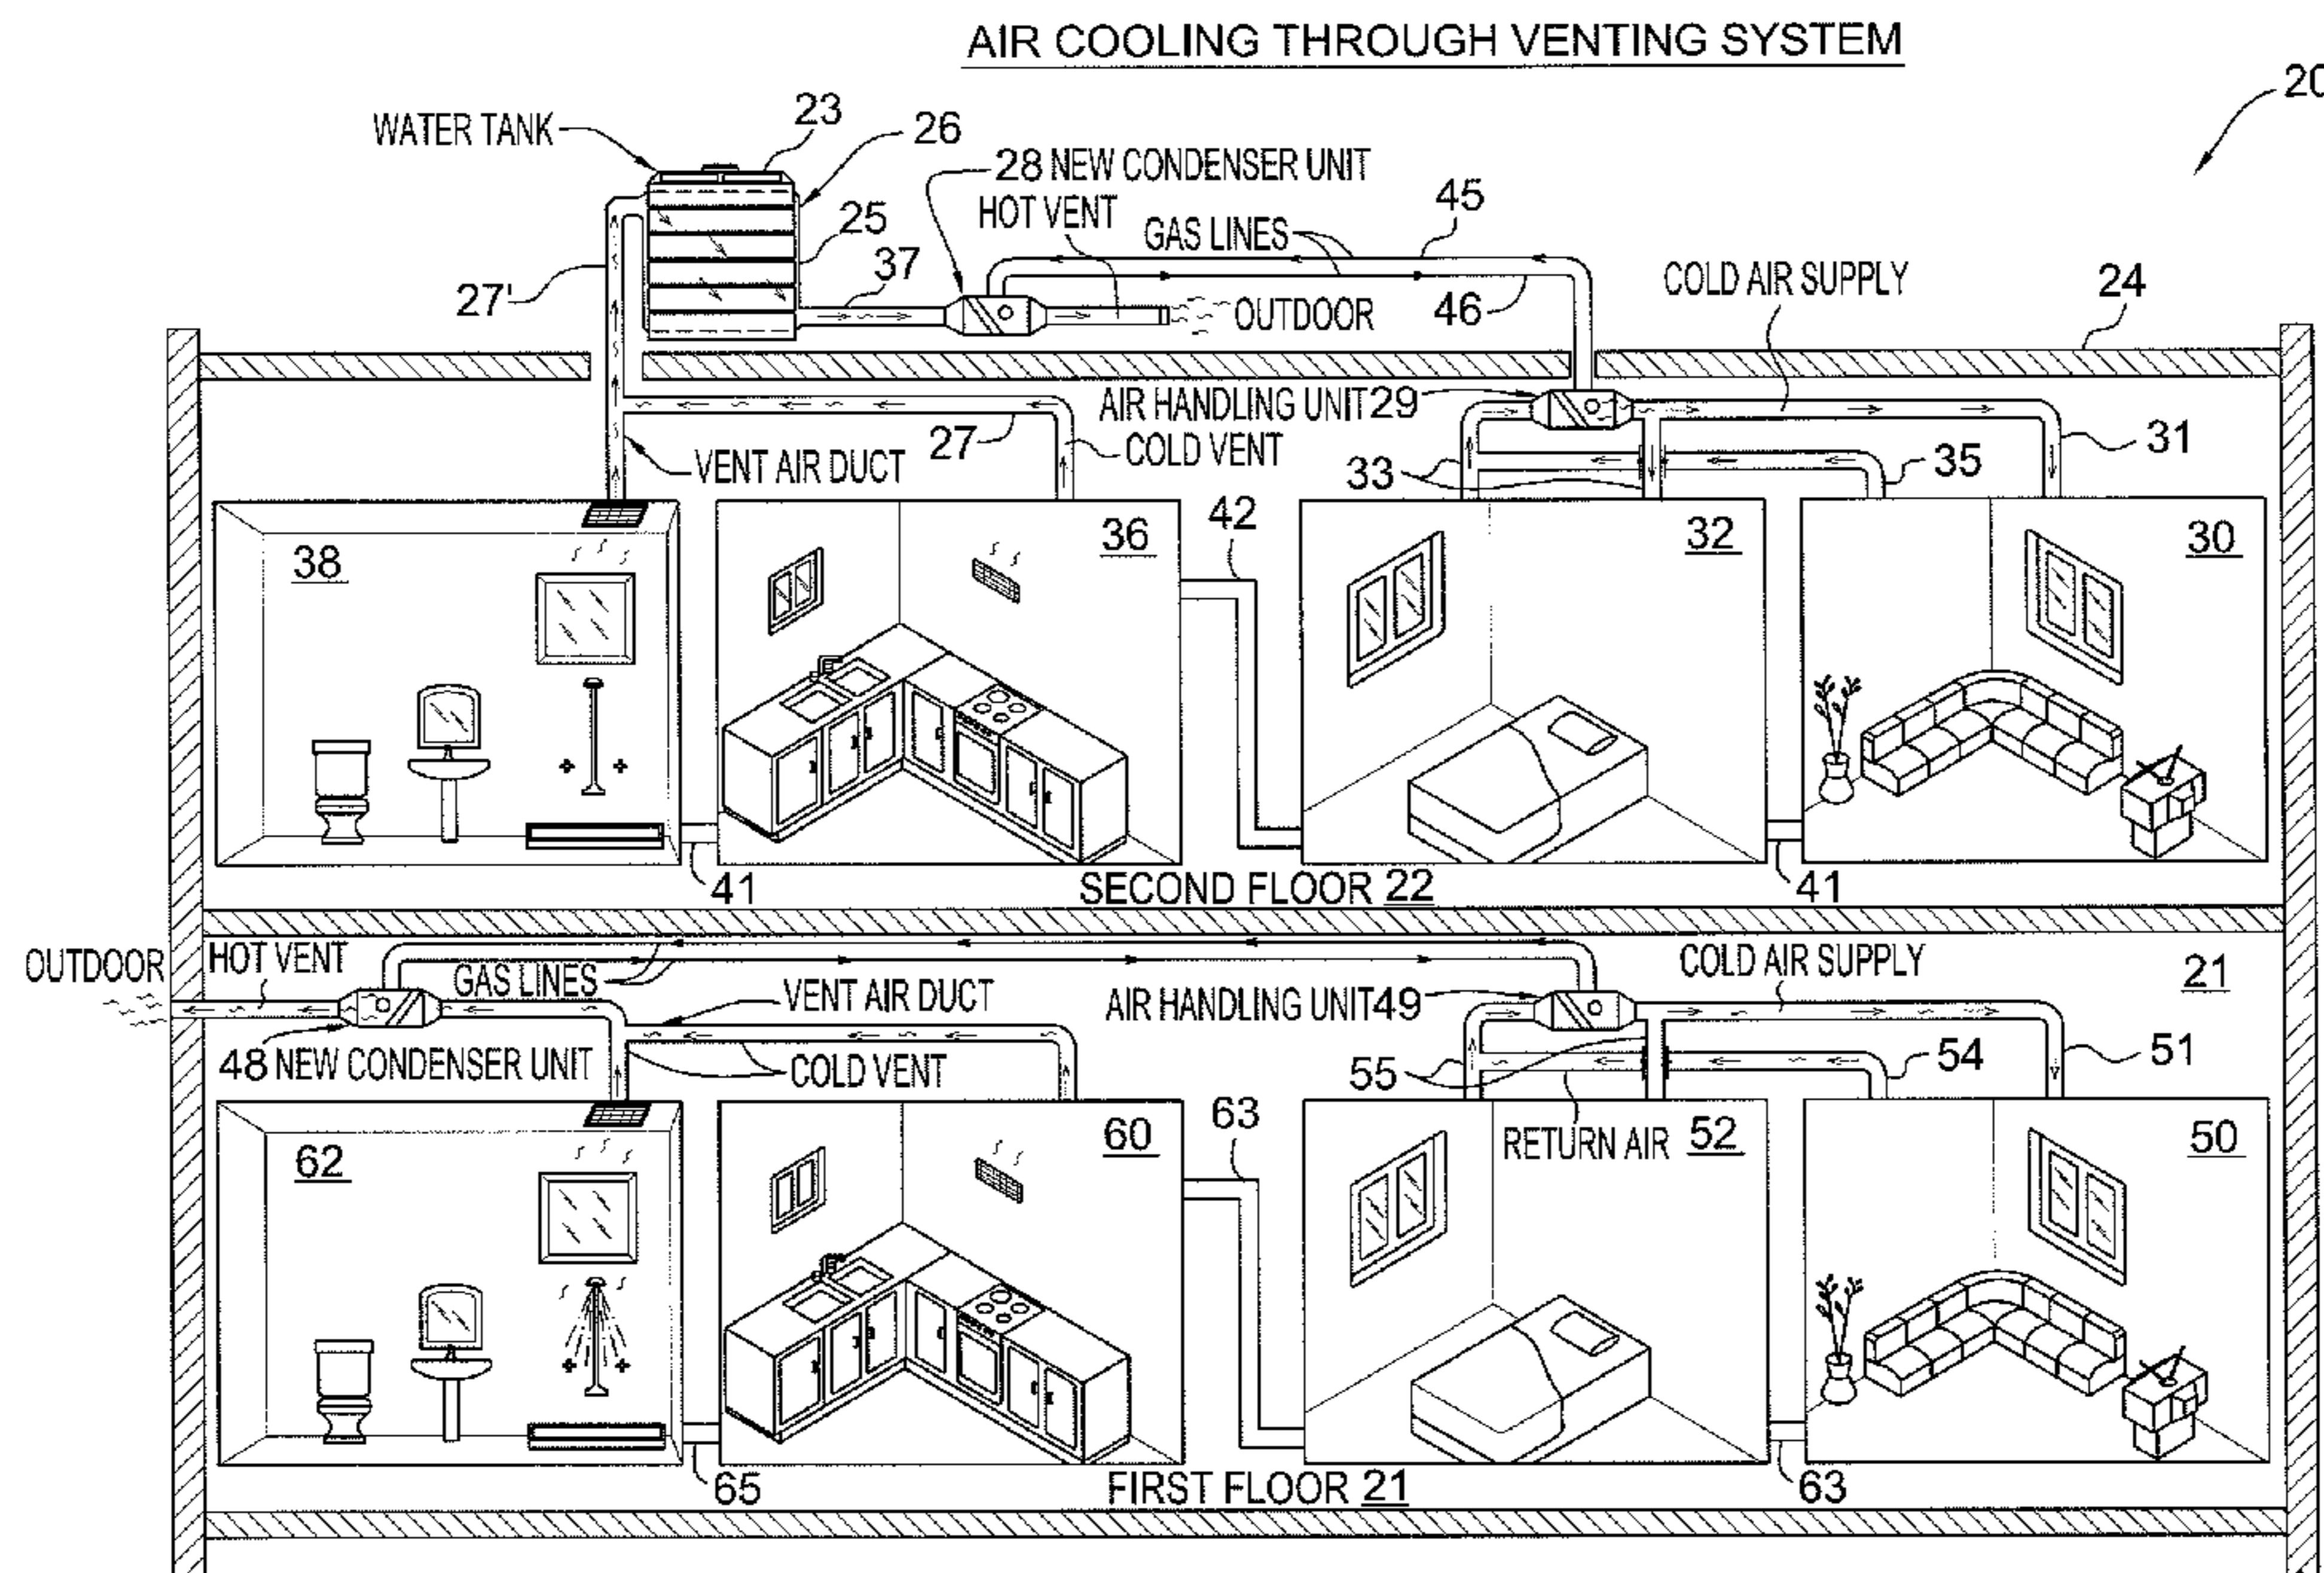 AIR COOLING THROUGH VENTING SYSTEM
20
WATER TANK
23
26
28 NEW CONDENSER UNIT
HOT VENT
45
GAS LINES
25
37
27'
COLD AIR SUPPLY
24
OUTDOOR
46
AIR HANDLING UNIT 29
27
COLD VENT
VENT AIR DUCT
31
33
35
42
38
36
32
30
41
SECOND FLOOR 22
41
OUTDOOR
HOT VENT
GAS LINES
COLD AIR SUPPLY
21
VENT AIR DUCT
AIR HANDLING UNIT 49
48 NEW CONDENSER UNIT
COLD VENT
55
54
51
63
62
60
RETURN AIR
52
50
65
FIRST FLOOR 21
63